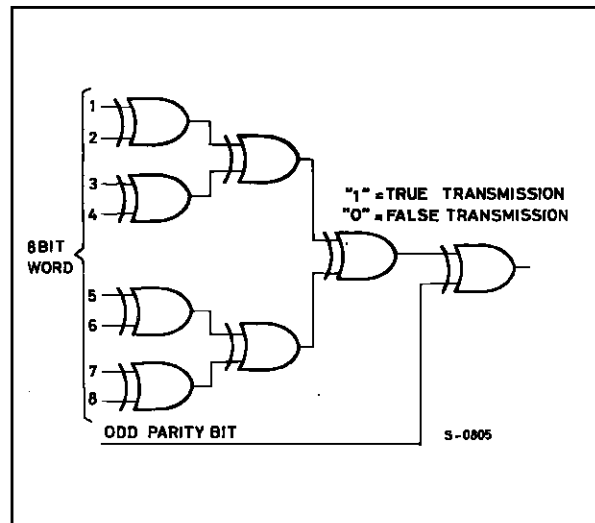 1
2
3
4
8BIT
WORD
5
6
7
8
"1" = TRUE TRANSMISSION
"0" = FALSE TRANSMISSION
ODD PARITY BIT
S-0805